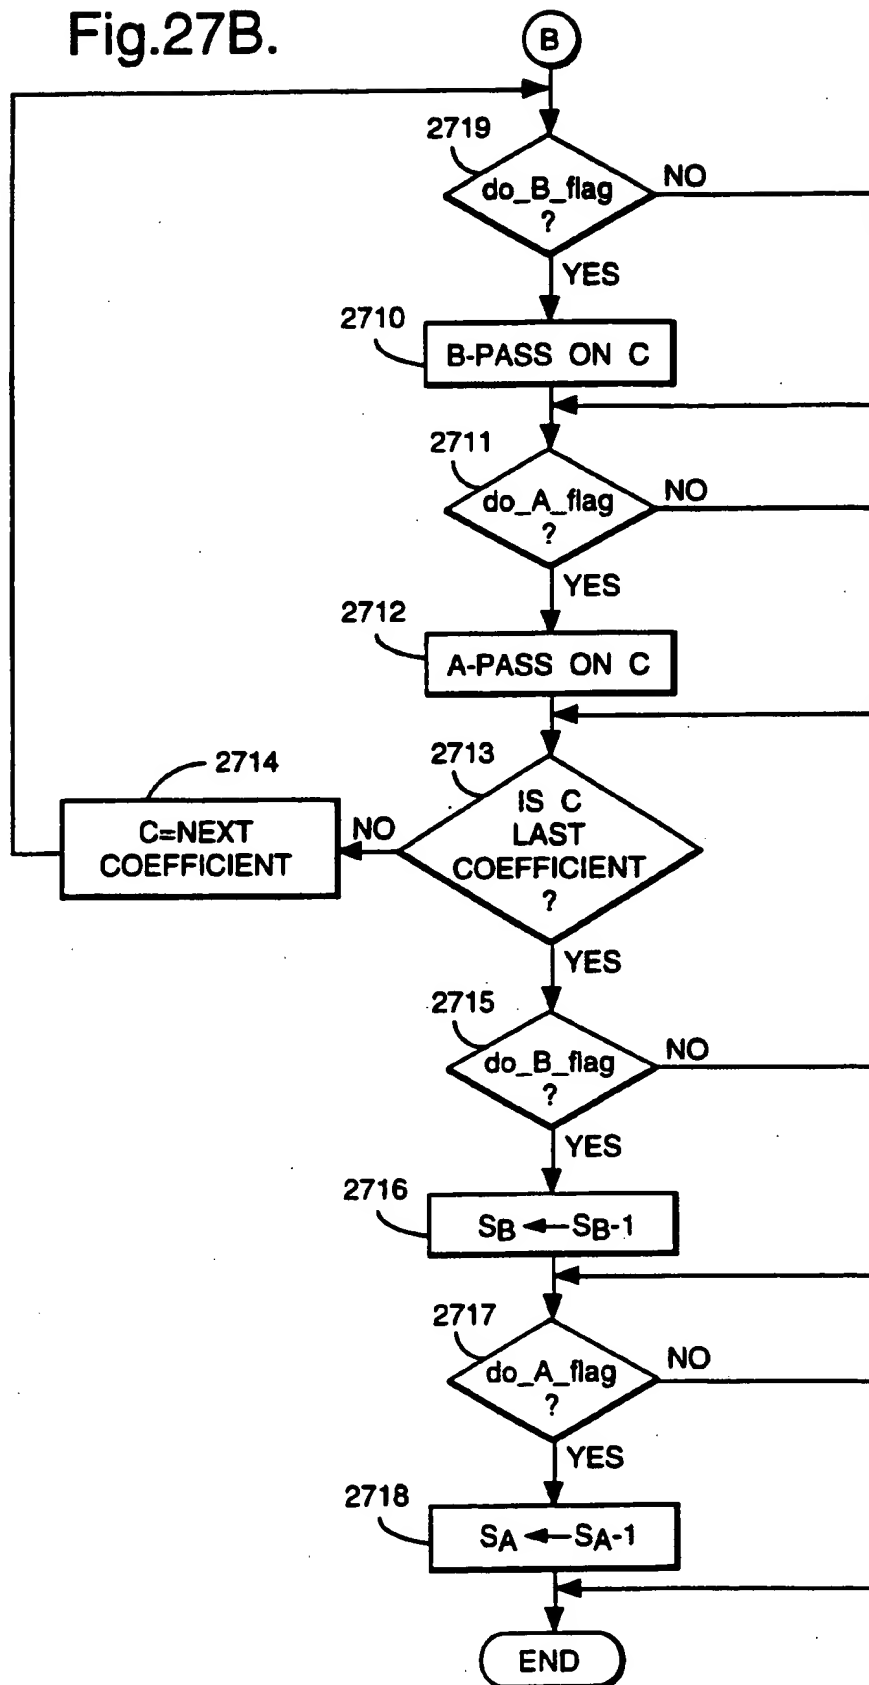 Fig.27B.
B
2719
do_B_flag
?
NO
YES
2710
B-PASS ON C
2711
do_A_flag
?
NO
YES
2712
A-PASS ON C
2714
C=NEXT
COEFFICIENT
NO
2713
IS C
LAST
COEFFICIENT
?
YES
2715
do_B_flag
?
NO
YES
2716
SB ← SB-1
2717
do_A_flag
?
NO
YES
2718
SA ← SA-1
END